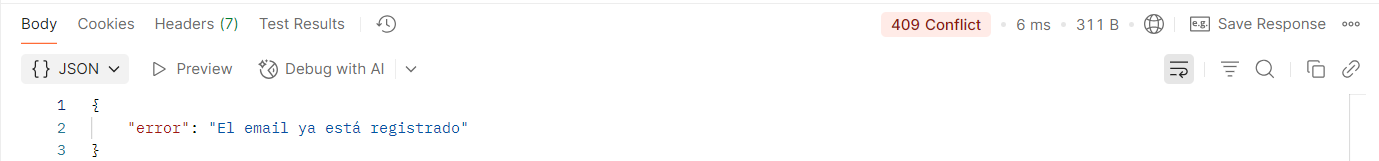 Body Cookies Headers (7) Test Results 409 Conflict • 6 ms • 311 B e.g. Save Response
{} JSON Preview Debug with AI
1 {
2 "error": "El email ya está registrado"
3 }